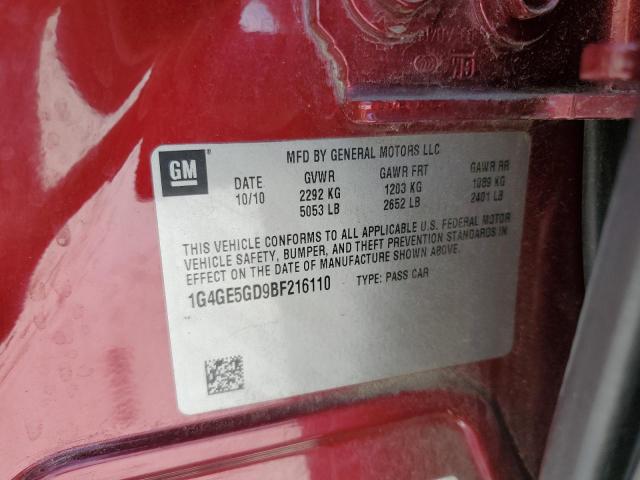 GM
MFD BY GENERAL MOTORS LLC
DATE GVWR GAWR FRT GAWR RR
10/10 2292 KG 1203 KG 1089 KG
5053 LB 2652 LB 2401 LB
THIS VEHICLE CONFORMS TO ALL APPLICABLE U.S. FEDERAL MOTOR
VEHICLE SAFETY, BUMPER, AND THEFT PREVENTION STANDARDS IN
EFFECT ON THE DATE OF MANUFACTURE SHOWN ABOVE.
1G4GE5GD9BF216110 TYPE: PASS CAR